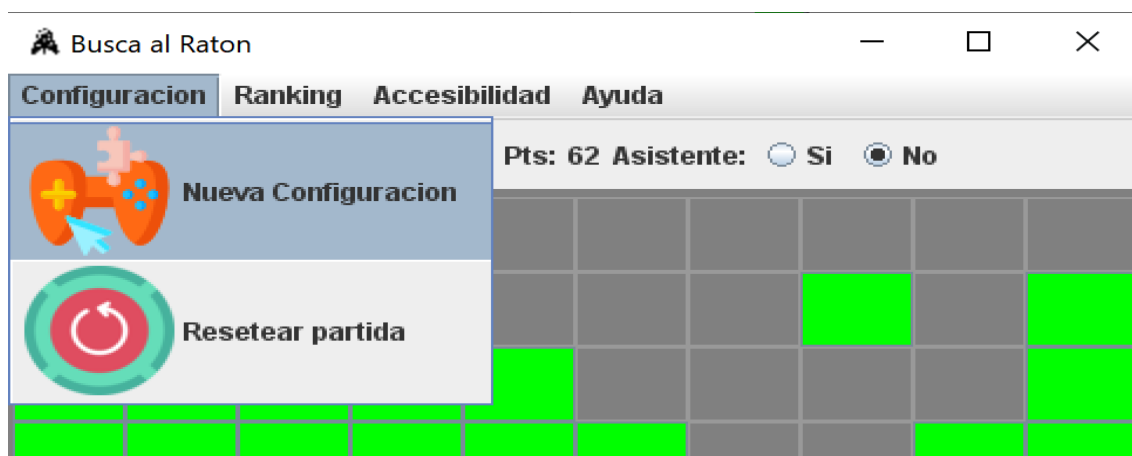 Busca al Raton
Configuracion Ranking Accesibilidad Ayuda
Pts: 62 Asistente: Si No
Nueva Configuracion
Resetear partida